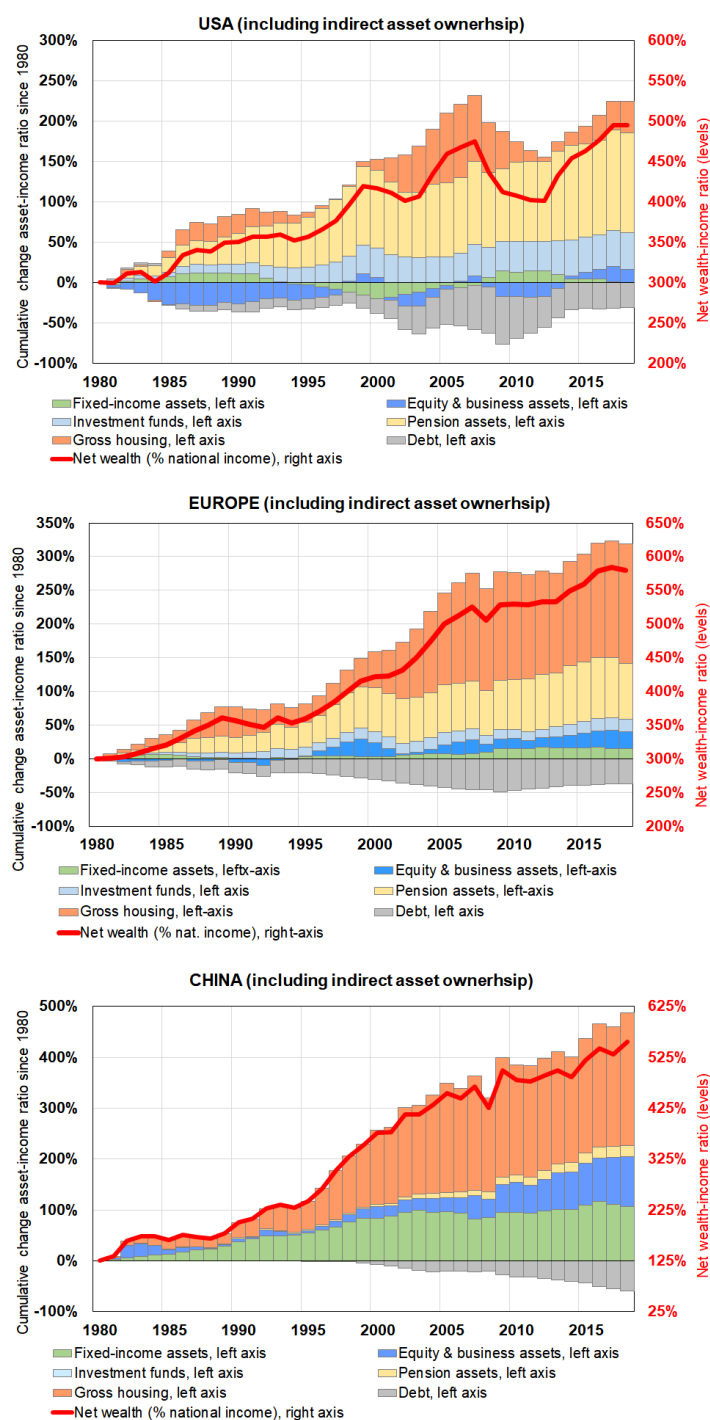 USA (including indirect asset ownerhsip)
Cumulative change asset-income ratio since 1980
300%
250%
200%
150%
100%
50%
0%
-50%
-100%
600%
550%
500%
450%
400%
350%
300%
250%
200%
Net wealth-income ratio (levels)
1980 1985 1990 1995 2000 2005 2010 2015
Fixed-income assets, left axis
Equity & business assets, left axis
Investment funds, left axis
Pension assets, left axis
Gross housing, left axis
Debt, left axis
Net wealth (% national income), right axis
EUROPE (including indirect asset ownerhsip)
Cumulative change asset-income ratio since 1980
350%
300%
250%
200%
150%
100%
50%
0%
-50%
-100%
650%
600%
550%
500%
450%
400%
350%
300%
250%
200%
Net wealth-income ratio (levels)
1980 1985 1990 1995 2000 2005 2010 2015
Fixed-income assets, leftx-axis
Equity & business assets, left-axis
Investment funds, left axis
Pension assets, left-axis
Gross housing, left-axis
Debt, left axis
Net wealth (% nat. income), right-axis
CHINA (including indirect asset ownerhsip)
Cumulative change asset-income ratio since 1980
500%
400%
300%
200%
100%
0%
-100%
625%
525%
425%
325%
225%
125%
25%
Net wealth-income ratio (levels)
1980 1985 1990 1995 2000 2005 2010 2015
Fixed-income assets, left axis
Equity & business assets, left axis
Investment funds, left axis
Pension assets, left axis
Gross housing, left axis
Debt, left axis
Net wealth (% national income), right axis